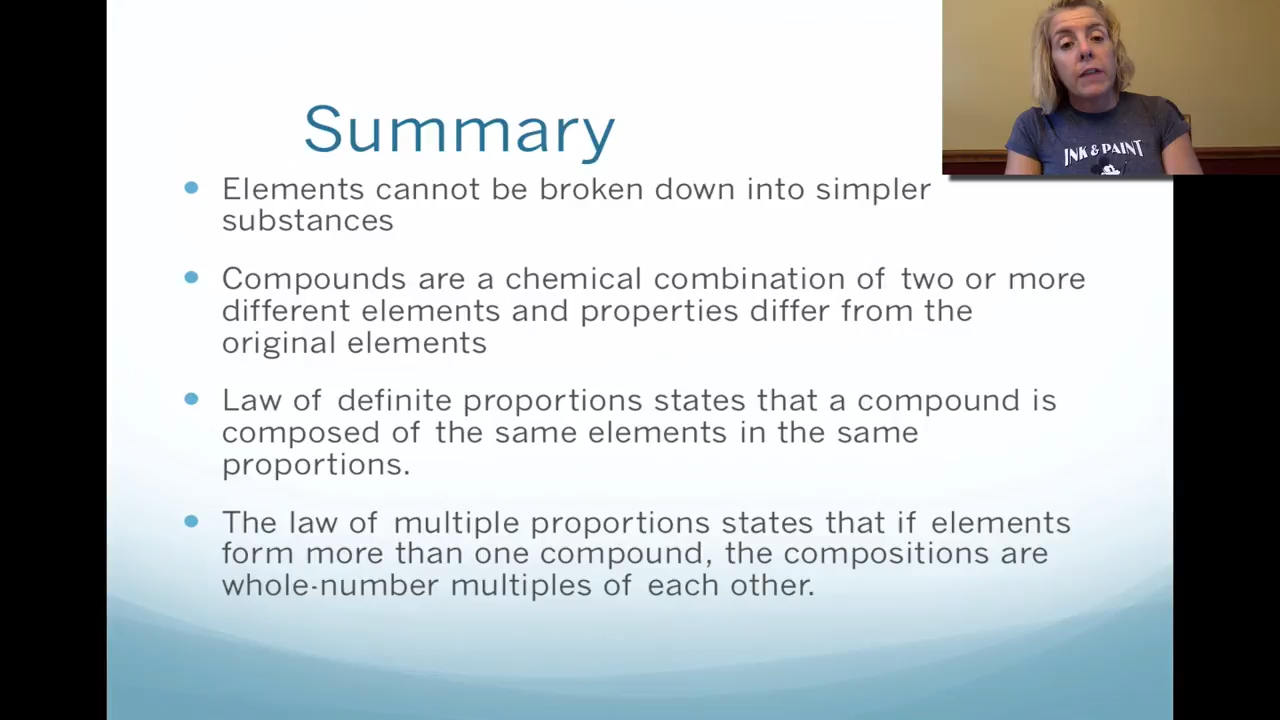 Summary
Elements cannot be broken down into simpler
substances
Compounds are a chemical combination of two or more
different elements and properties differ from the
original elements
Law of definite proportions states that a compound is
composed of the same elements in the same
proportions.
The law of multiple proportions states that if elements
form more than one compound, the compositions are
whole-number multiples of each other.
INK & PAINT